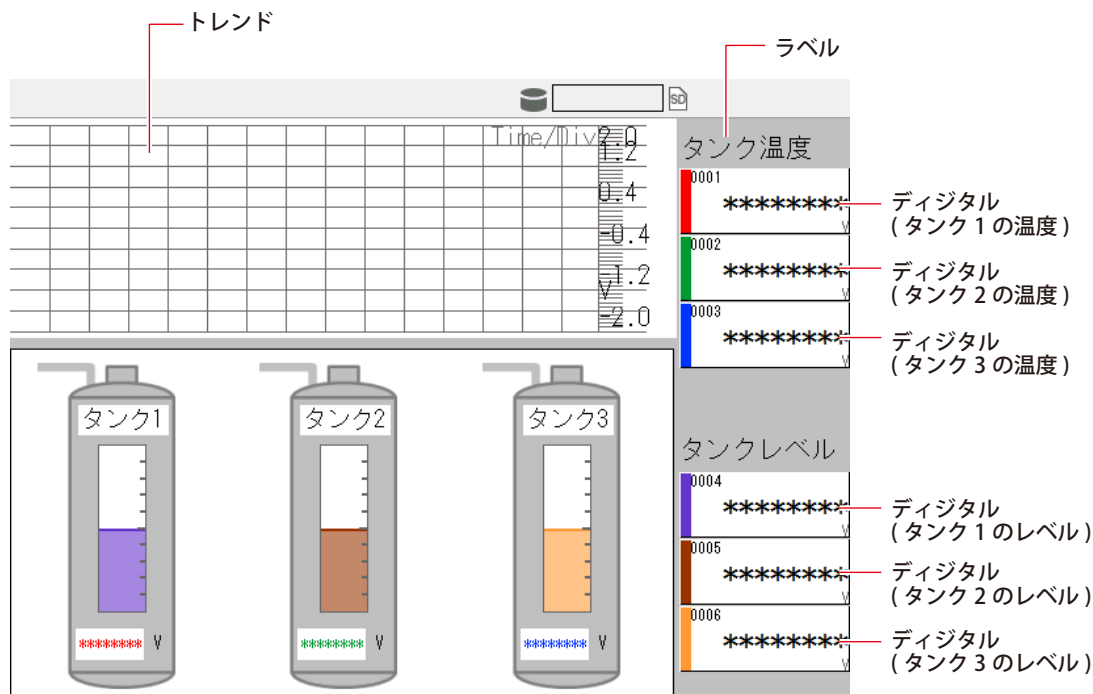 トレンド
ラベル
SD
Time/Div
2.0
1.2
0.4
-0.4
-1.2
V
-2.0
タンク温度
0001
********
V
ディジタル
( タンク 1 の温度 )
0002
********
V
ディジタル
( タンク 2 の温度 )
0003
********
V
ディジタル
( タンク 3 の温度 )
タンク1
タンク2
タンク3
******** V
******** V
******** V
タンクレベル
0004
********
V
ディジタル
( タンク 1 のレベル )
0005
********
V
ディジタル
( タンク 2 のレベル )
0006
********
V
ディジタル
( タンク 3 のレベル )